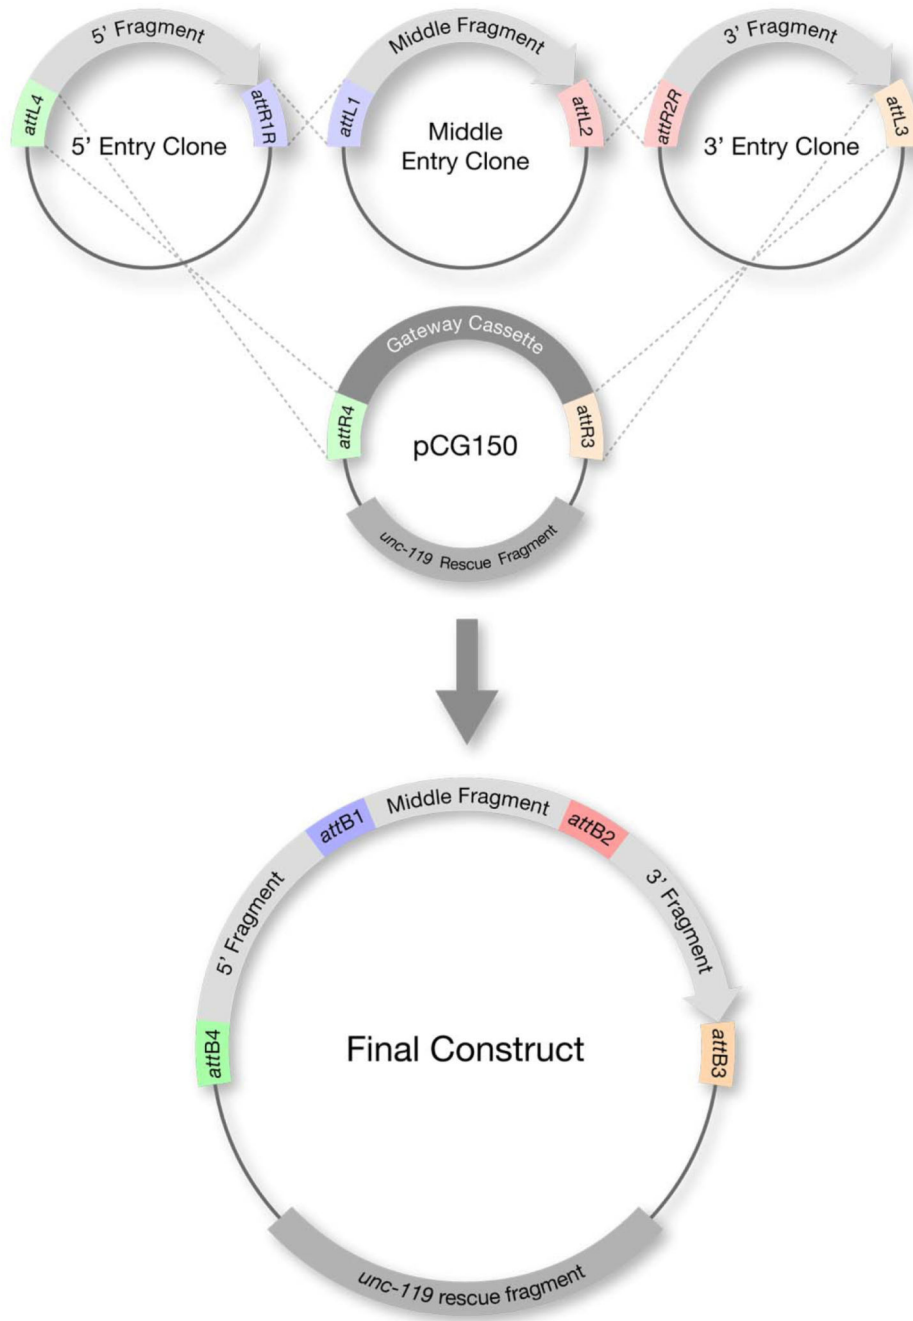 5’ Fragment
Middle Fragment
3’ Fragment
attL4
attR1R
attL1
attL2
attR2R
attL3
5’ Entry Clone
Middle
Entry Clone
3’ Entry Clone
Gateway Cassette
attR4
attR3
pCG150
unc-119 Rescue Fragment
attB1
Middle Fragment
attB2
5’ Fragment
3’ Fragment
attB4
Final Construct
attB3
unc-119 rescue fragment